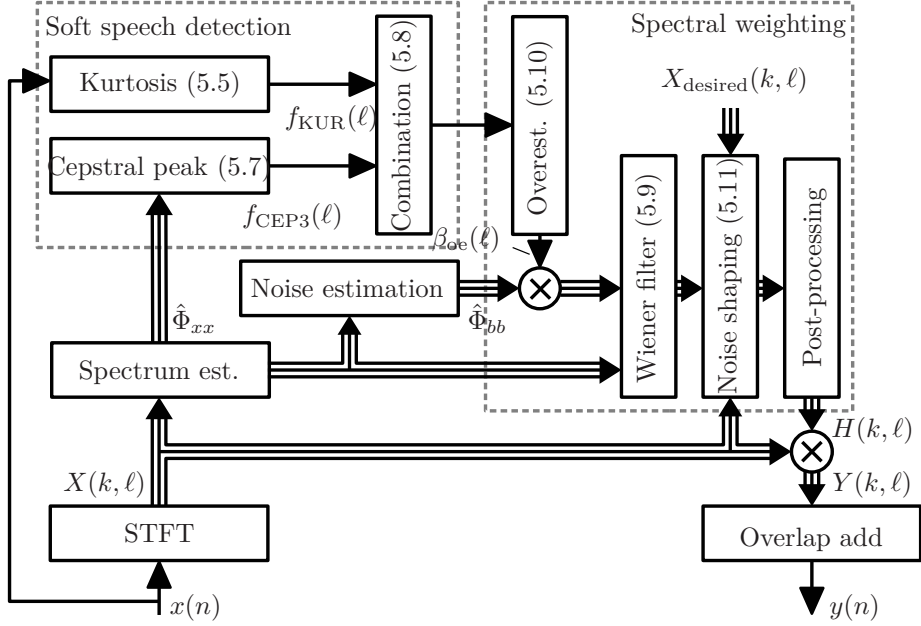 Soft speech detection
Spectral weighting
Kurtosis (5.5)
f_KUR(ℓ)
Cepstral peak (5.7)
f_CEP3(ℓ)
Combination (5.8)
Overest. (5.10)
X_desired(k, ℓ)
β_oe(ℓ)
Noise estimation
Φ̂_bb
Φ̂_xx
Wiener filter (5.9)
Noise shaping (5.11)
Post-processing
Spectrum est.
H(k, ℓ)
X(k, ℓ)
Y(k, ℓ)
STFT
Overlap add
x(n)
y(n)